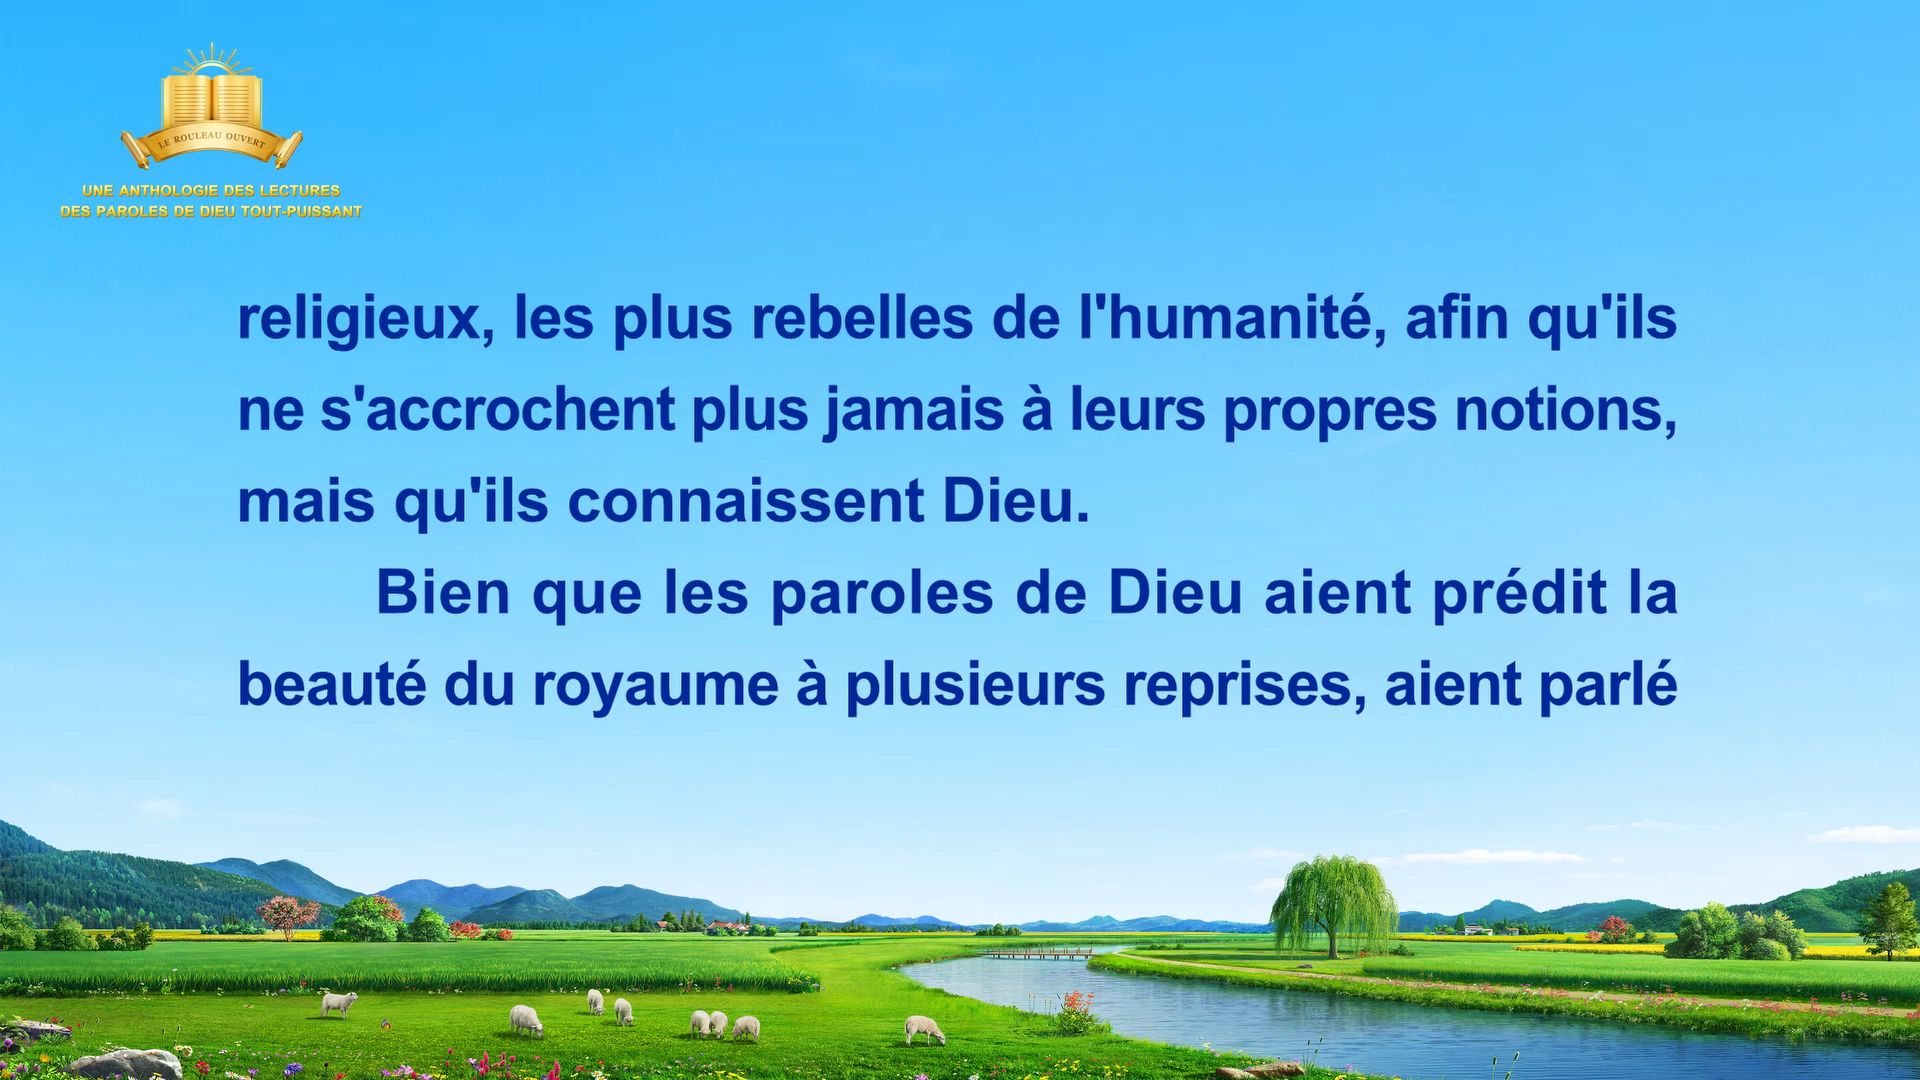 LE ROULEAU OUVERT
UNE ANTHOLOGIE DES LECTURES
DES PAROLES DE DIEU TOUT-PUISSANT
religieux, les plus rebelles de l'humanité, afin qu'ils
ne s'accrochent plus jamais à leurs propres notions,
mais qu'ils connaissent Dieu.
Bien que les paroles de Dieu aient prédit la
beauté du royaume à plusieurs reprises, aient parlé